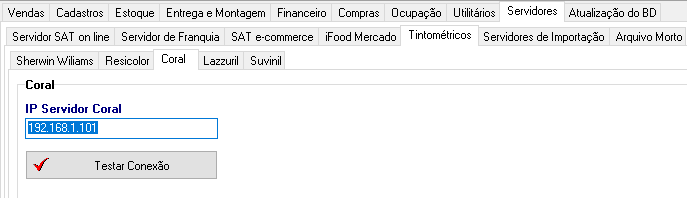 Vendas Cadastros Estoque Entrega e Montagem Financeiro Compras Ocupação Utilitários Servidores Atualização do BD
Servidor SAT on line Servidor de Franquia SAT e-commerce iFood Mercado Tintométricos Servidores de Importação Arquivo Morto
Sherwin Wiliams Resicolor Coral Lazzuril Suvinil
Coral
IP Servidor Coral
192.168.1.101
Testar Conexão